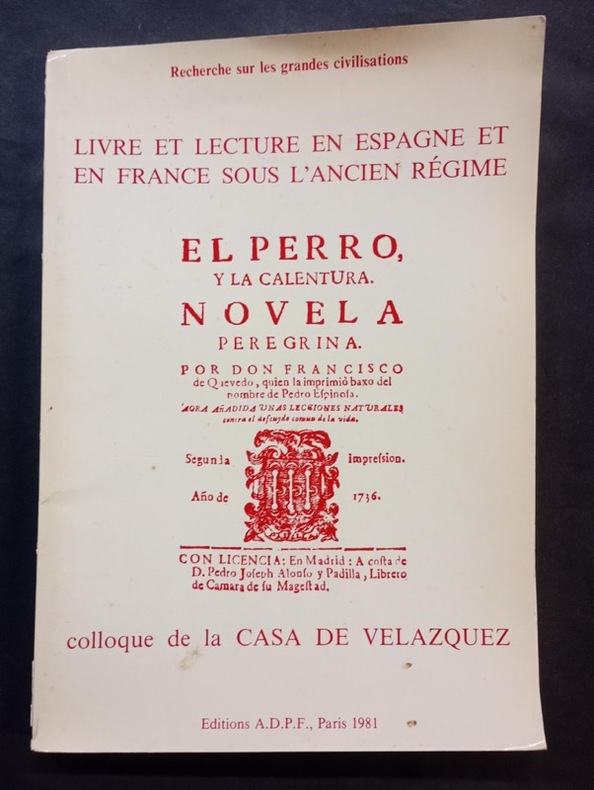 Recherche sur les grandes civilisations
LIVRE ET LECTURE EN ESPAGNE ET
EN FRANCE SOUS L'ANCIEN RÉGIME
EL PERRO,
Y LA CALENTURA.
NOVELA
PEREGRINA.
POR DON FRANCISCO
de Quevedo, quien la imprimiò baxo del
nombre de Pedro Eſpinoſa.
AORA AÑADIDA UNAS LECCIONES NATURALES
contra el deſcuydo comun de la vida.
Segunda impreſsion.
Año de 1736.
CON LICENCIA: En Madrid: A coſta de
D. Pedro Joſeph Alonſo y Padilla, Librero
de Camara de ſu Mageſtad.
colloque de la CASA DE VELAZQUEZ
Editions A.D.P.F., Paris 1981